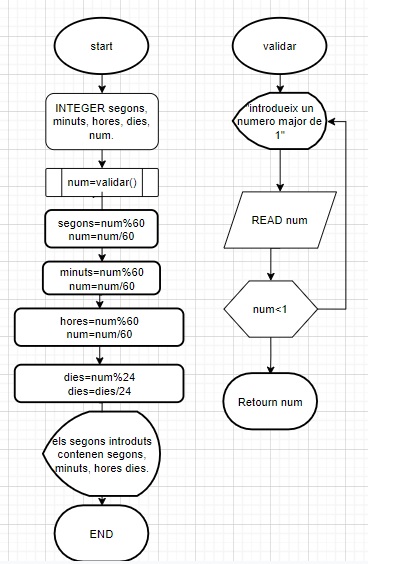 start
INTEGER segons,
minuts, hores, dies,
num.
num=validar()
segons=num%60
num=num/60
minuts=num%60
num=num/60
hores=num%60
num=num/60
dies=num%24
dies=dies/24
els segons introduts
contenen segons,
minuts, hores dies.
END
validar
"introdueix un
numero major de
1"
READ num
num<1
Retourn num